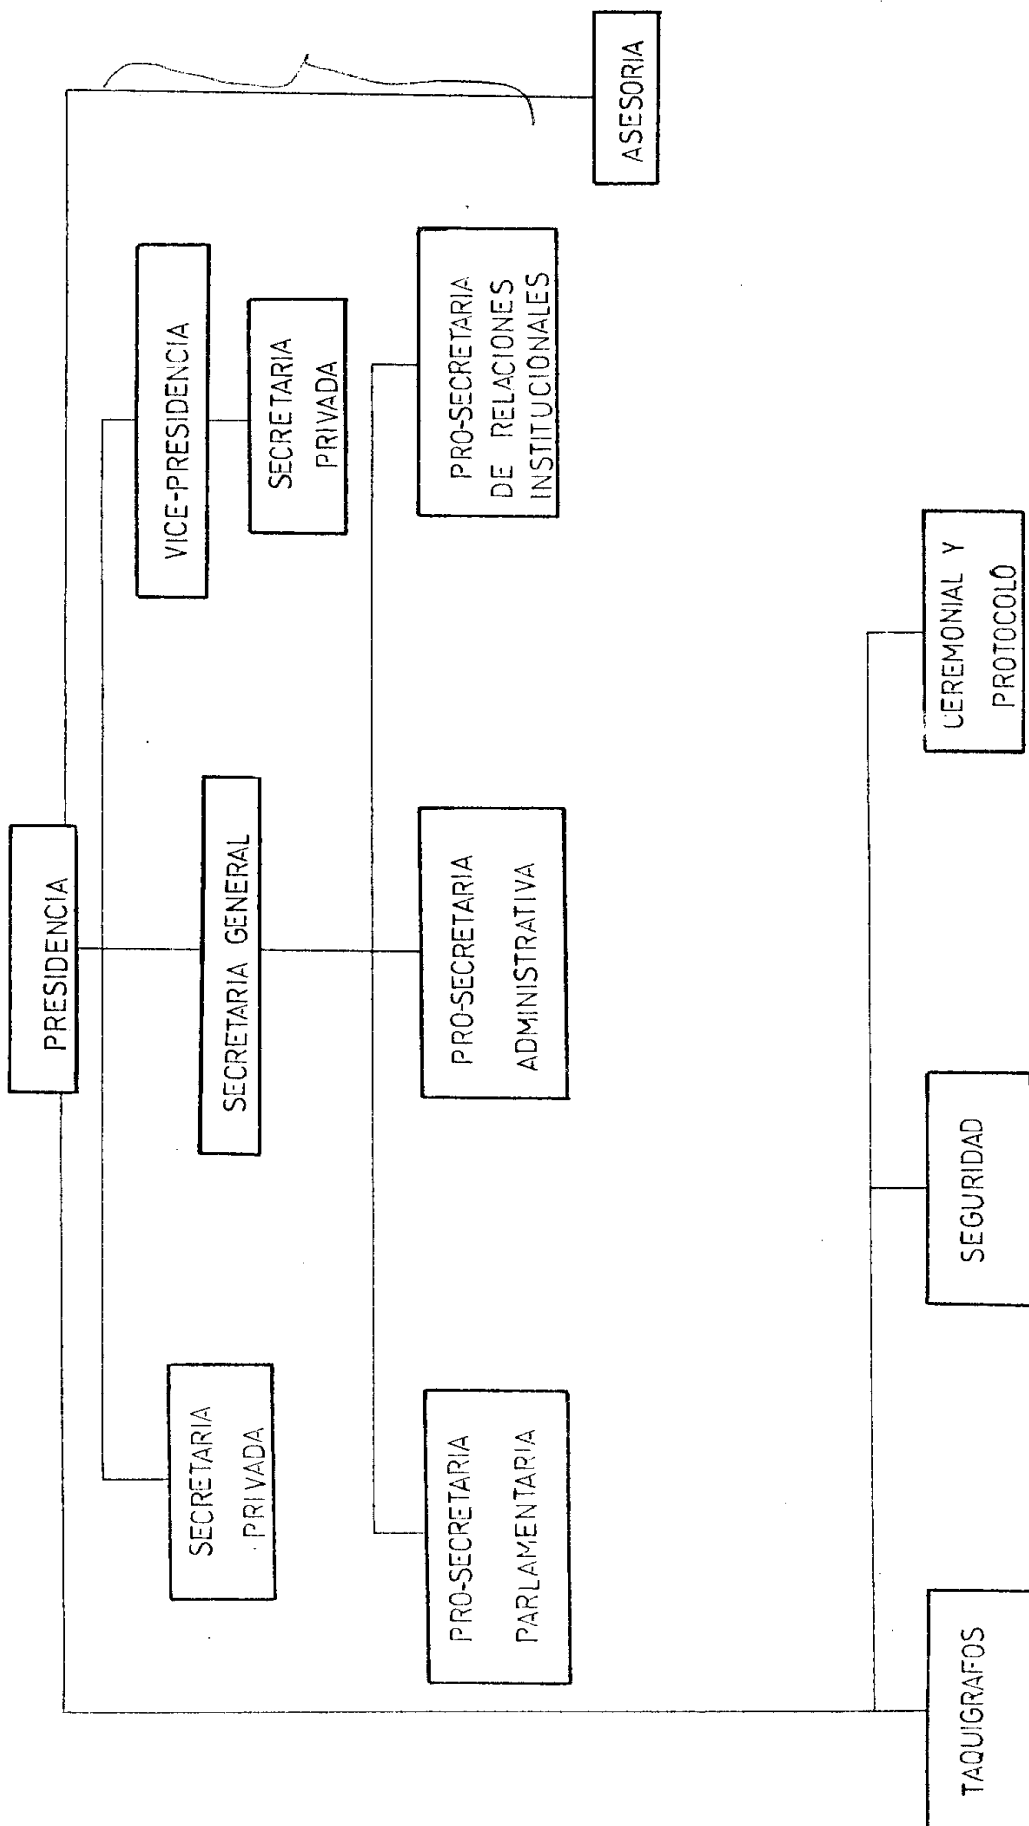 PRESIDENCIA
SECRETARIA
PRIVADA
SECRETARIA GENERAL
VICE-PRESIDENCIA
SECRETARIA
PRIVADA
PRO-SECRETARIA
PARLAMENTARIA
PRO-SECRETARIA
ADMINISTRATIVA
PRO-SECRETARIA
DE RELACIONES
INSTITUCIONALES
ASESORIA
TAQUIGRAFOS
SEGURIDAD
CEREMONIAL Y
PROTOCOLO